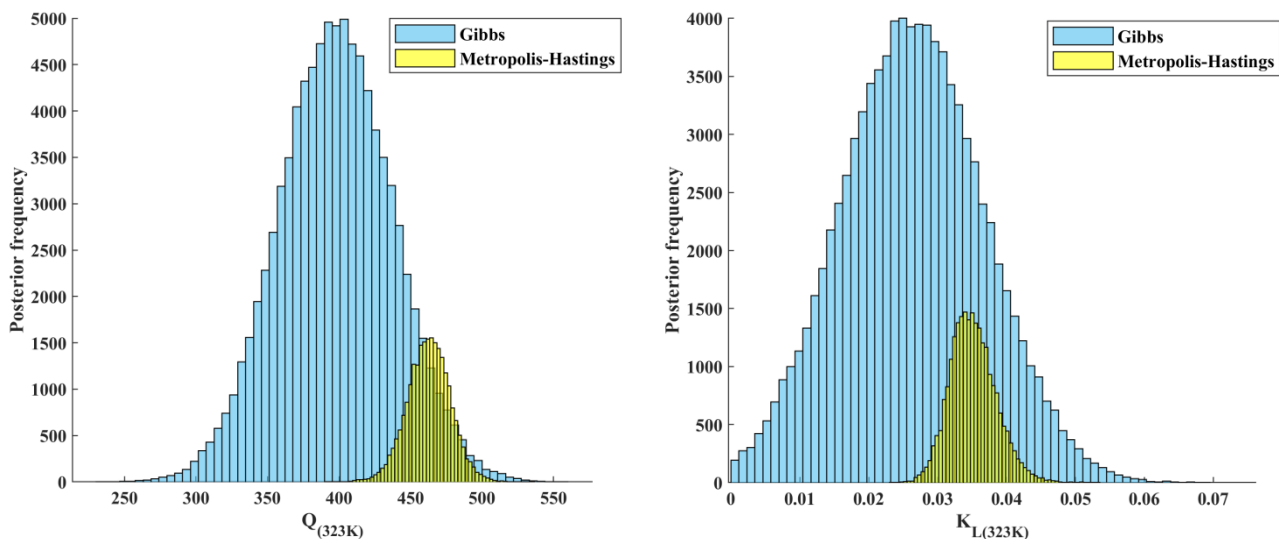 5000
4500
4000
3500
3000
2500
2000
1500
1000
500
0
Posterior frequency
Gibbs
Metropolis-Hastings
250 300 350 400 450 500 550
Q(323K)
4000
3500
3000
2500
2000
1500
1000
500
0
Posterior frequency
Gibbs
Metropolis-Hastings
0 0.01 0.02 0.03 0.04 0.05 0.06 0.07
KL(323K)